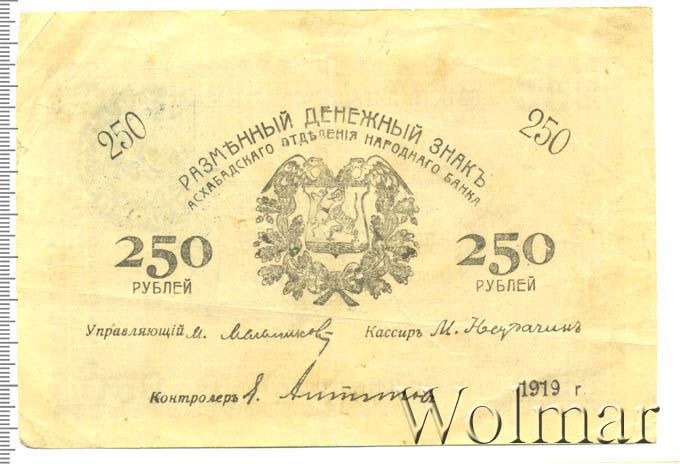 250 250
РАЗМѢННЫЙ ДЕНЕЖНЫЙ ЗНАКЪ
АСХАБАДСКАГО ОТДѢЛЕНІЯ НАРОДНАГО БАНКА
250 250
РУБЛЕЙ РУБЛЕЙ
Управляющій М. Кассиръ М.
Контролеръ
1919 г.
Wolmar